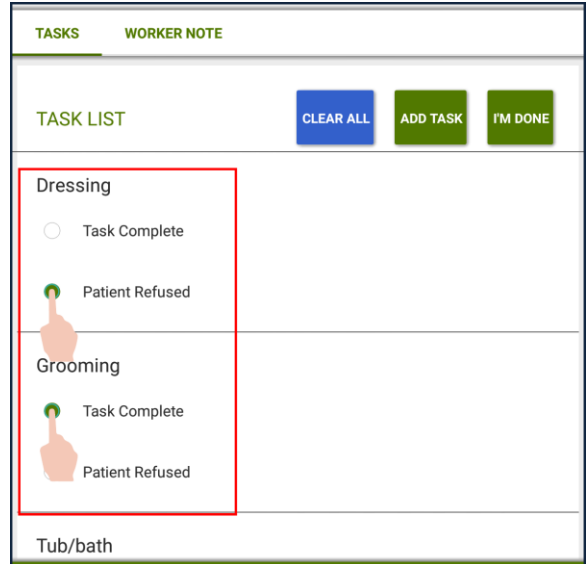 TASKS WORKER NOTE
TASK LIST CLEAR ALL ADD TASK I'M DONE
Dressing
Task Complete
Patient Refused
Grooming
Task Complete
Patient Refused
Tub/bath